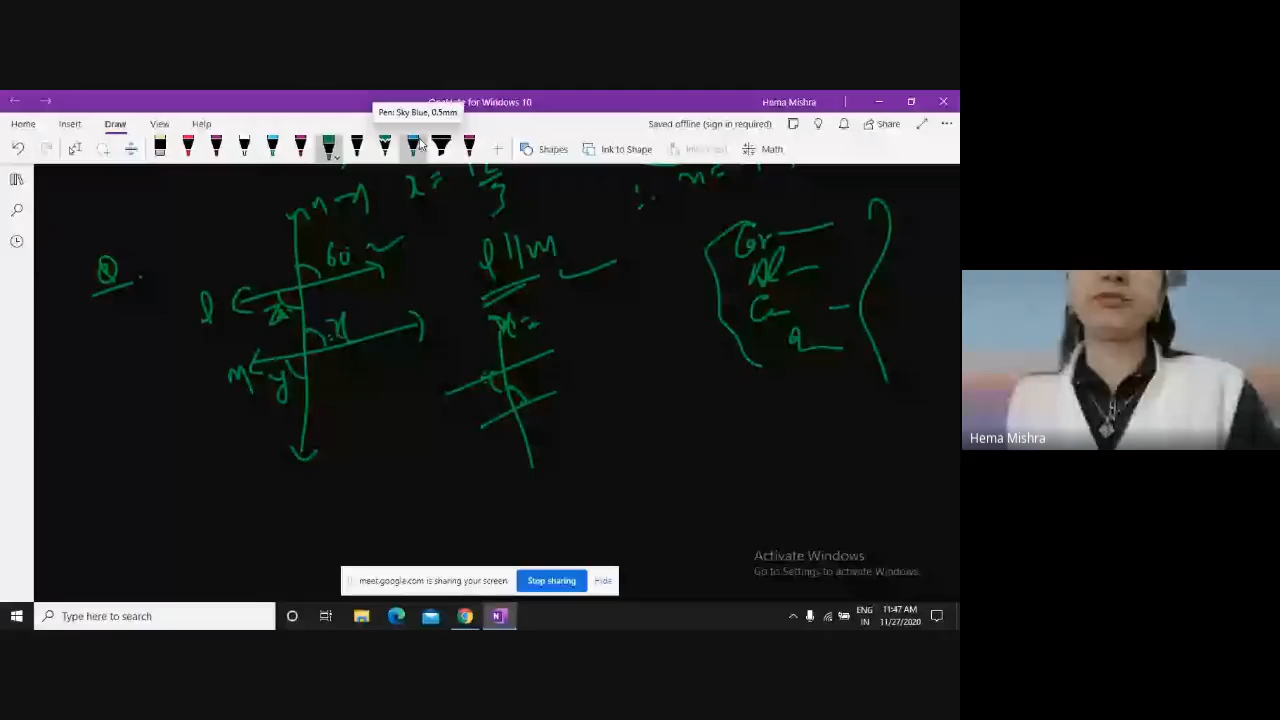 OneNote for Windows 10
Hema Mishra
Pen: Sky Blue, 0.5mm
Home Insert Draw View Help
Saved offline (sign in required)
Share
Shapes
Ink to Shape
Math
x = 12/3
Q.
60
l || m
l
z
x
x =
m
y
Hema Mishra
Activate Windows
Go to Settings to activate Windows.
meet.google.com is sharing your screen
Stop sharing
Hide
Type here to search
ENG
IN
11:47 AM
11/27/2020